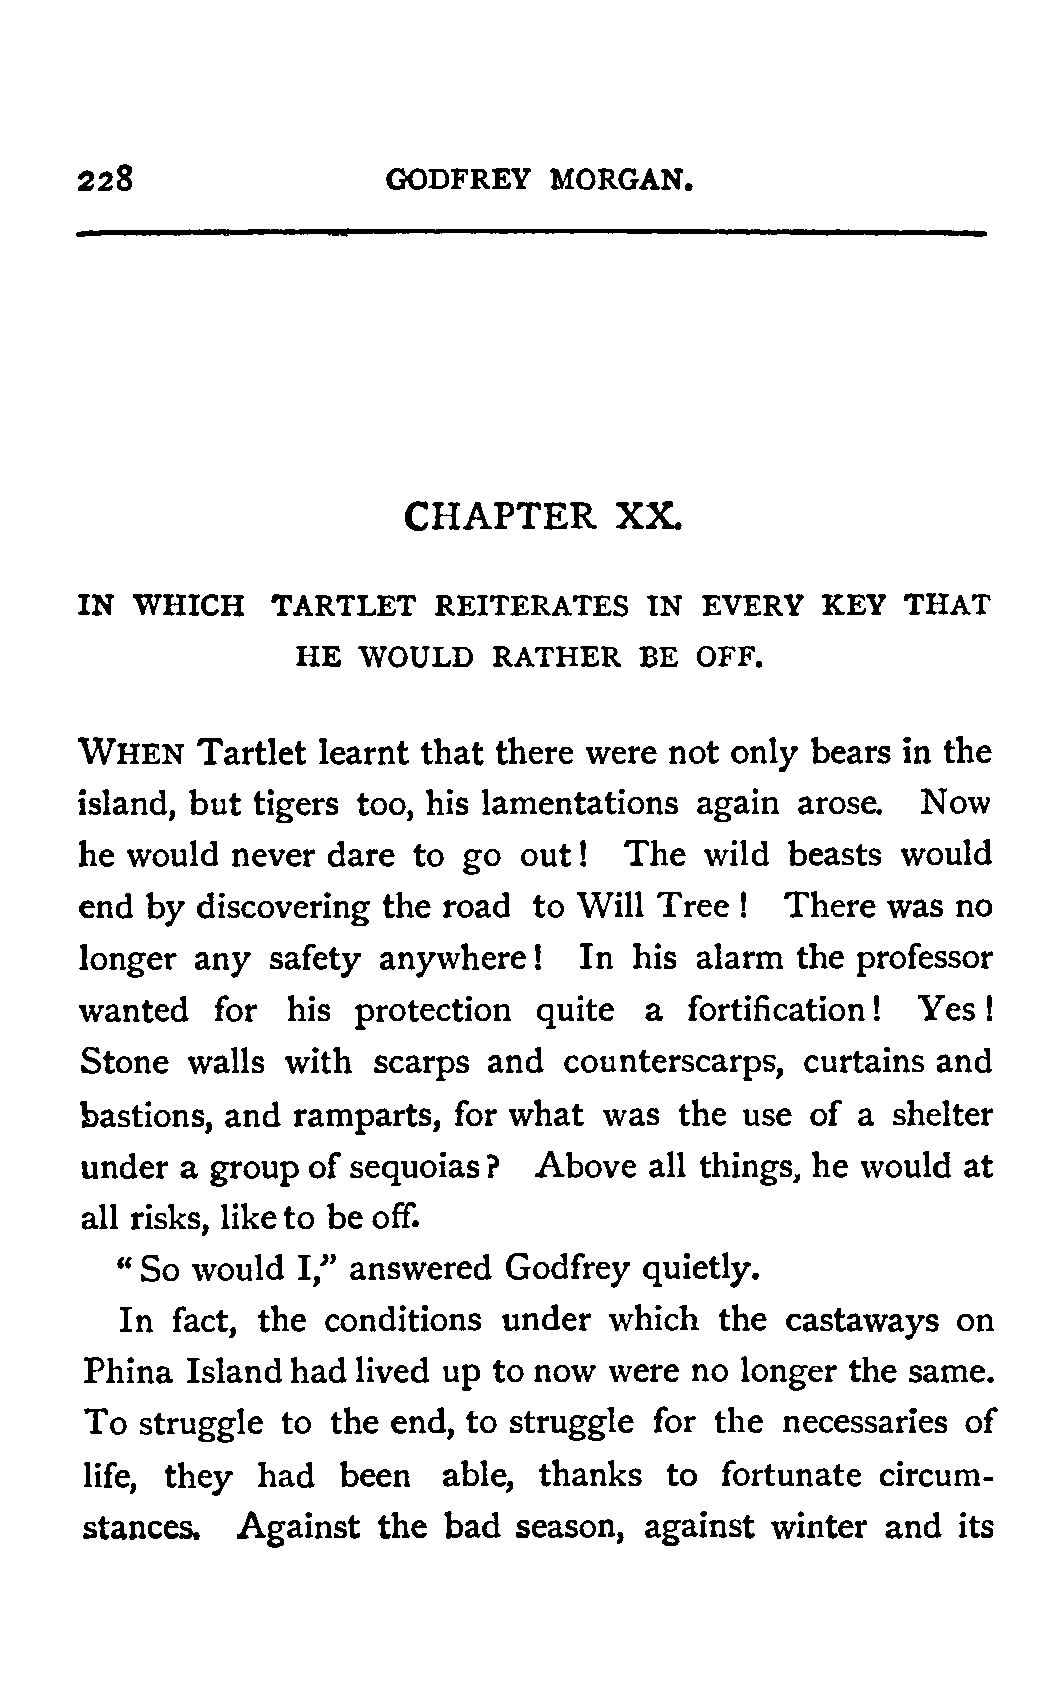 228 GODFREY MORGAN.
CHAPTER XX.
IN WHICH TARTLET REITERATES IN EVERY KEY THAT
HE WOULD RATHER BE OFF.
WHEN Tartlet learnt that there were not only bears in the
island, but tigers too, his lamentations again arose. Now
he would never dare to go out! The wild beasts would
end by discovering the road to Will Tree! There was no
longer any safety anywhere! In his alarm the professor
wanted for his protection quite a fortification! Yes!
Stone walls with scarps and counterscarps, curtains and
bastions, and ramparts, for what was the use of a shelter
under a group of sequoias? Above all things, he would at
all risks, like to be off.
"So would I," answered Godfrey quietly.
In fact, the conditions under which the castaways on
Phina Island had lived up to now were no longer the same.
To struggle to the end, to struggle for the necessaries of
life, they had been able, thanks to fortunate circum-
stances. Against the bad season, against winter and its